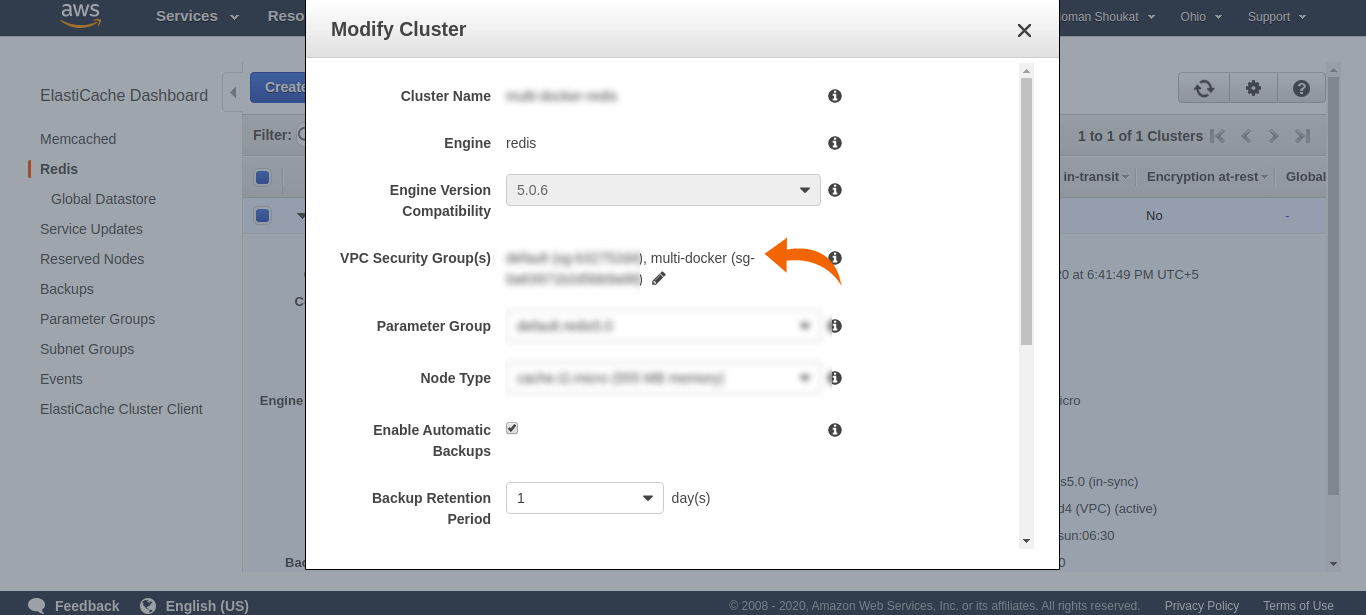 aws
Services
Reso
Modify Cluster
oman Shoukat
Ohio
Support
ElastiCache Dashboard
Memcached
Redis
Global Datastore
Service Updates
Reserved Nodes
Backups
Parameter Groups
Subnet Groups
Events
ElastiCache Cluster Client
Create
Filter:
Engine
Bac
Cluster Name
Engine
redis
Engine Version
Compatibility
5.0.6
VPC Security Group(s)
), multi-docker (sg-
)
Parameter Group
Node Type
Enable Automatic
Backups
Backup Retention
Period
1
day(s)
1 to 1 of 1 Clusters
in-transit
Encryption at-rest
Global
No
-
20 at 6:41:49 PM UTC+5
icro
s5.0 (in-sync)
d4 (VPC) (active)
sun:06:30
0
Feedback
English (US)
© 2008 - 2020, Amazon Web Services, Inc. or its affiliates. All rights reserved.
Privacy Policy
Terms of Use